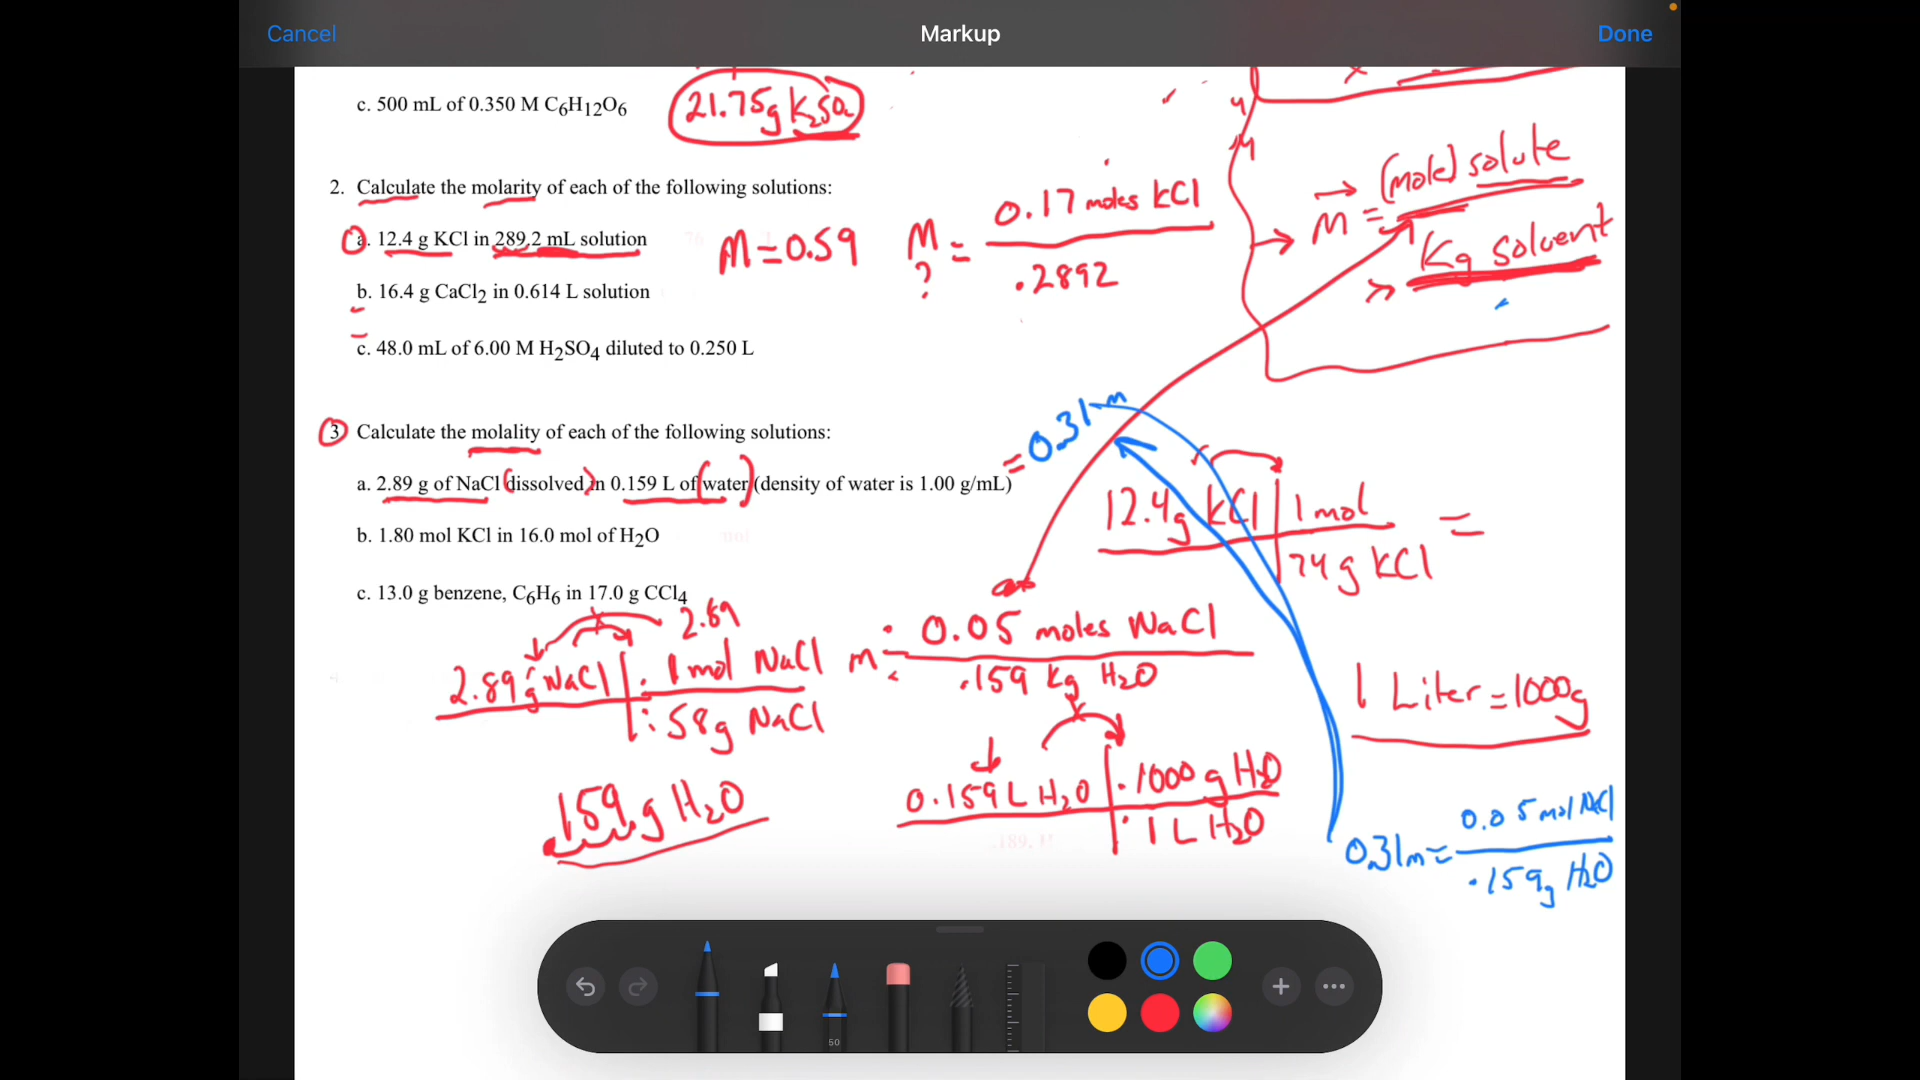 Cancel
Markup
Done
c. 500 mL of 0.350 M C6H12O6
21.75g K2SO4
2. Calculate the molarity of each of the following solutions:
a. 12.4 g KCl in 289.2 mL solution
M=0.59
M = 0.17 moles KCl
?
.2892
M = (mole) solute
Kg solvent
b. 16.4 g CaCl2 in 0.614 L solution
c. 48.0 mL of 6.00 M H2SO4 diluted to 0.250 L
3 Calculate the molality of each of the following solutions:
a. 2.89 g of NaCl (dissolved) in 0.159 L of (water) (density of water is 1.00 g/mL)
= 0.31 m
b. 1.80 mol KCl in 16.0 mol of H2O
c. 13.0 g benzene, C6H6 in 17.0 g CCl4
12.4g KCl | 1 mol =
74 g KCl
2.89
2.89g NaCl | 1 mol NaCl
58g NaCl
m = 0.05 moles NaCl
.159 Kg H2O
1 Liter = 1000g
.159. g H2O
0.159 L H2O | 1000 g H2O
1 L H2O
0.31m = 0.05 mol NaCl
.159g H2O
50